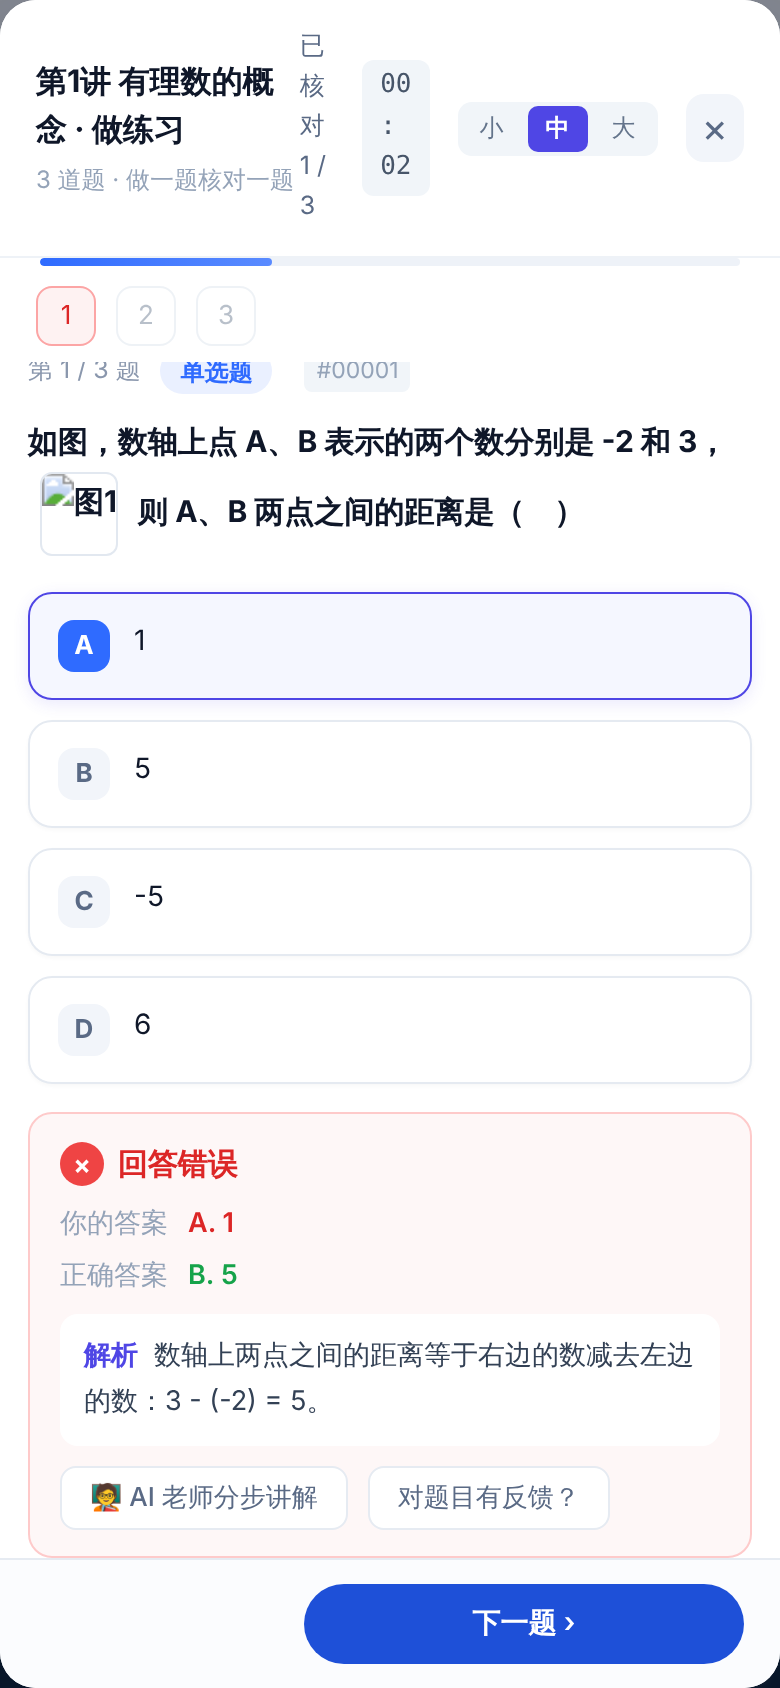 第1讲 有理数的概
念 · 做练习
3 道题 · 做一题核对一题
已
核
对
1 /
3
00
:
02
小 中 大 ×
1 2 3
第 1 / 3 题 单选题 #00001
如图，数轴上点 A、B 表示的两个数分别是 -2 和 3，
图1 则 A、B 两点之间的距离是（　）
A 1
B 5
C -5
D 6
× 回答错误
你的答案 A. 1
正确答案 B. 5
解析 数轴上两点之间的距离等于右边的数减去左边
的数：3 - (-2) = 5。
AI 老师分步讲解 对题目有反馈？
下一题 ›